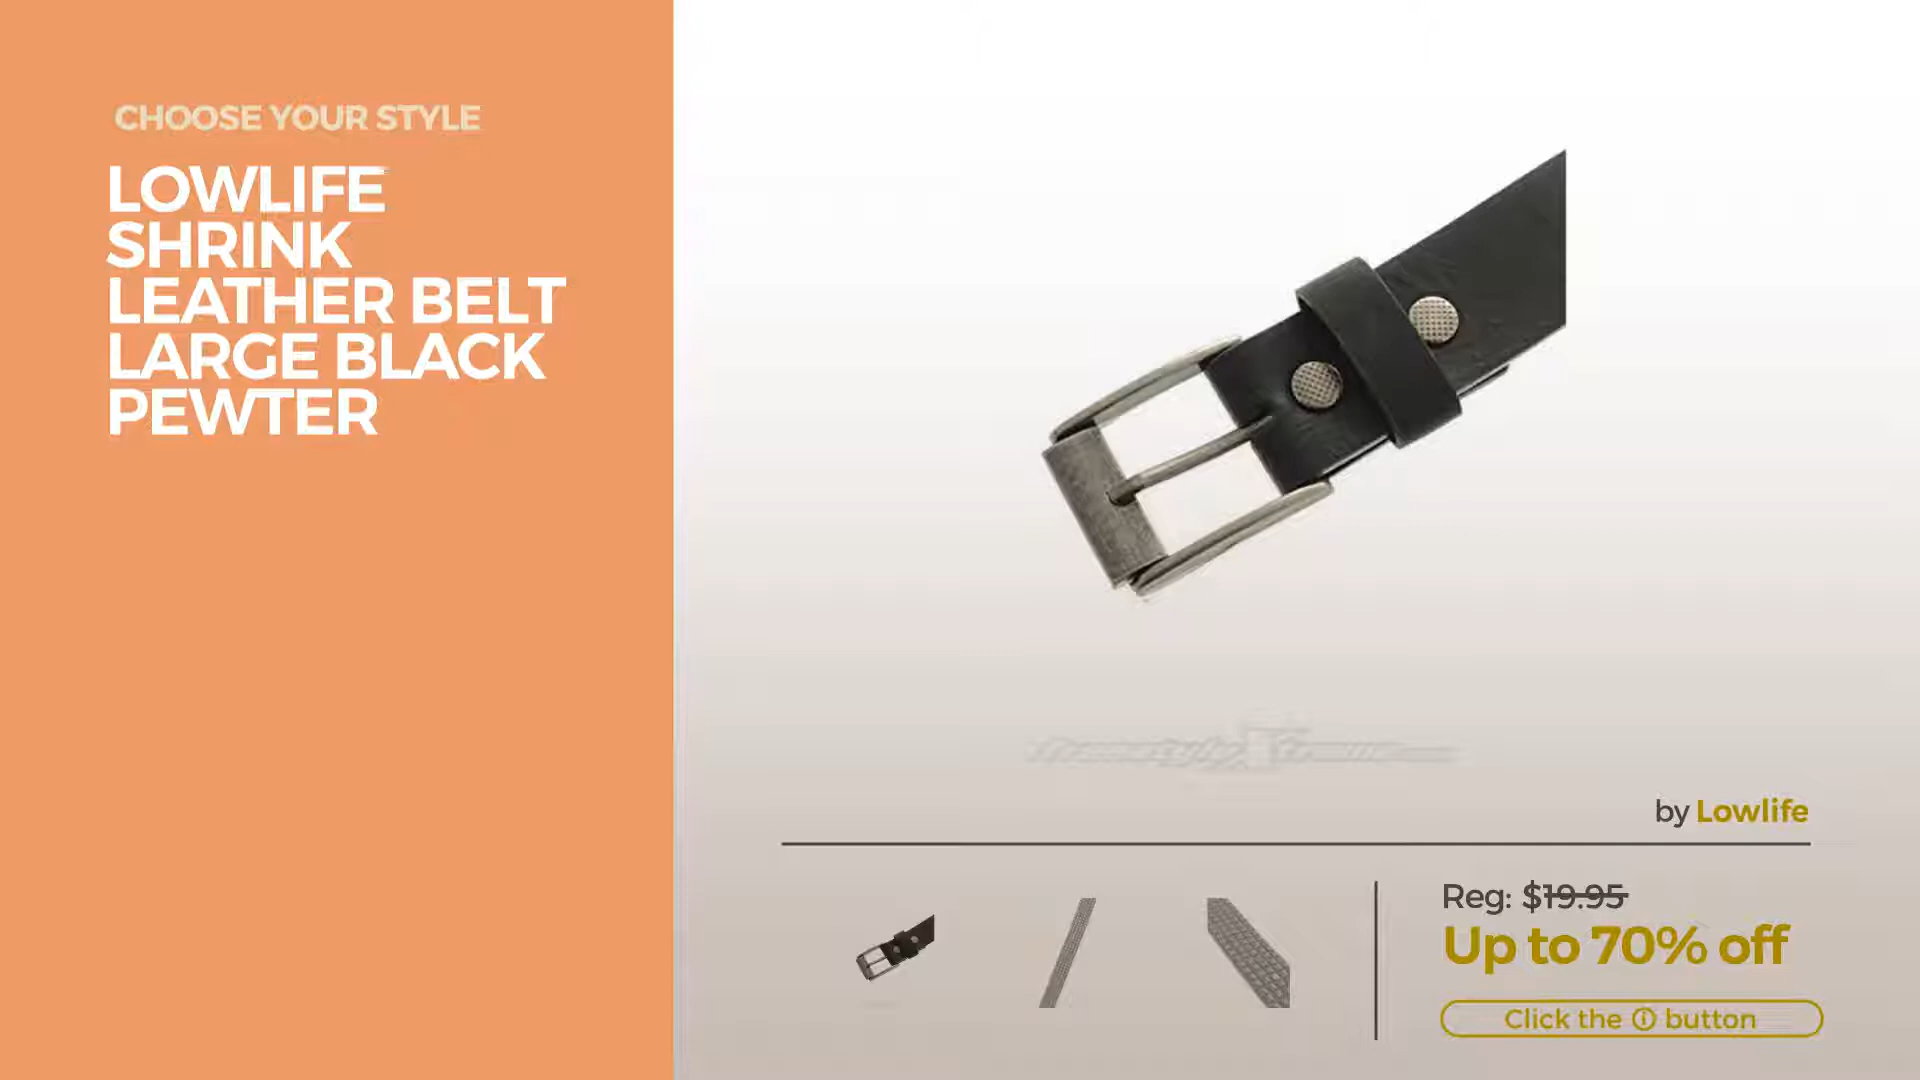 CHOOSE YOUR STYLE
LOWLIFE
SHRINK
LEATHER BELT
LARGE BLACK
PEWTER
by Lowlife
Reg: $19.95
Up to 70% off
Click the ⓘ button